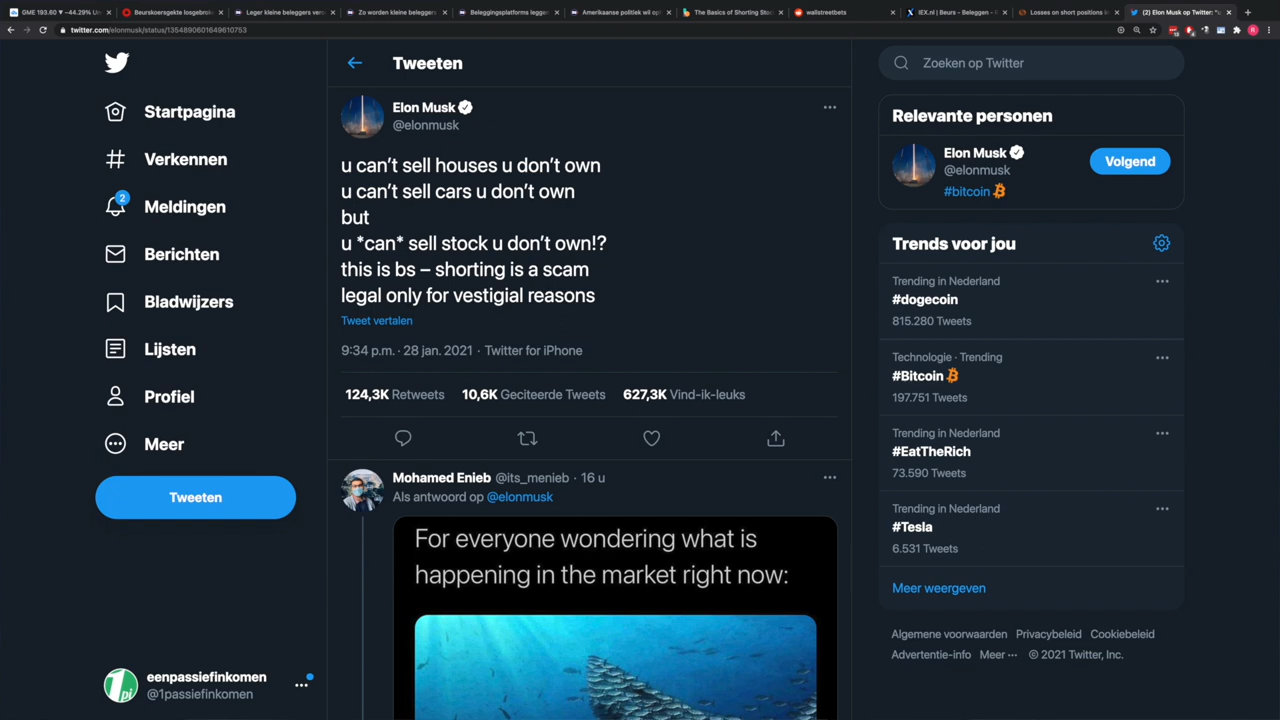 GME 193.60 ▼ −44.29% U
Beurskoersgekte losgebrok
Leger kleine beleggers ver
Zo worden kleine beleggers
Beleggingsplatforms legge
Amerikaanse politiek wil op
The Basics of Shorting Sto
wallstreetbets
IEX.nl | Beurs - Beleggen -
Losses on short positions i
(2) Elon Musk op Twitter: "
twitter.com/elonmusk/status/1354890601649610753
Startpagina
Verkennen
2
Meldingen
Berichten
Bladwijzers
Lijsten
Profiel
Meer
Tweeten
eenpassiefinkomen
@1passiefinkomen
Tweeten
Elon Musk
@elonmusk
u can't sell houses u don't own
u can't sell cars u don't own
but
u *can* sell stock u don't own!?
this is bs – shorting is a scam
legal only for vestigial reasons
Tweet vertalen
9:34 p.m. · 28 jan. 2021 · Twitter for iPhone
124,3K Retweets 10,6K Geciteerde Tweets 627,3K Vind-ik-leuks
Mohamed Enieb @its_menieb · 16 u
Als antwoord op @elonmusk
For everyone wondering what is
happening in the market right now:
Zoeken op Twitter
Relevante personen
Elon Musk
@elonmusk
#bitcoin
Volgend
Trends voor jou
Trending in Nederland
#dogecoin
815.280 Tweets
Technologie · Trending
#Bitcoin
197.751 Tweets
Trending in Nederland
#EatTheRich
73.590 Tweets
Trending in Nederland
#Tesla
6.531 Tweets
Meer weergeven
Algemene voorwaarden Privacybeleid Cookiebeleid
Advertentie-info Meer ··· © 2021 Twitter, Inc.